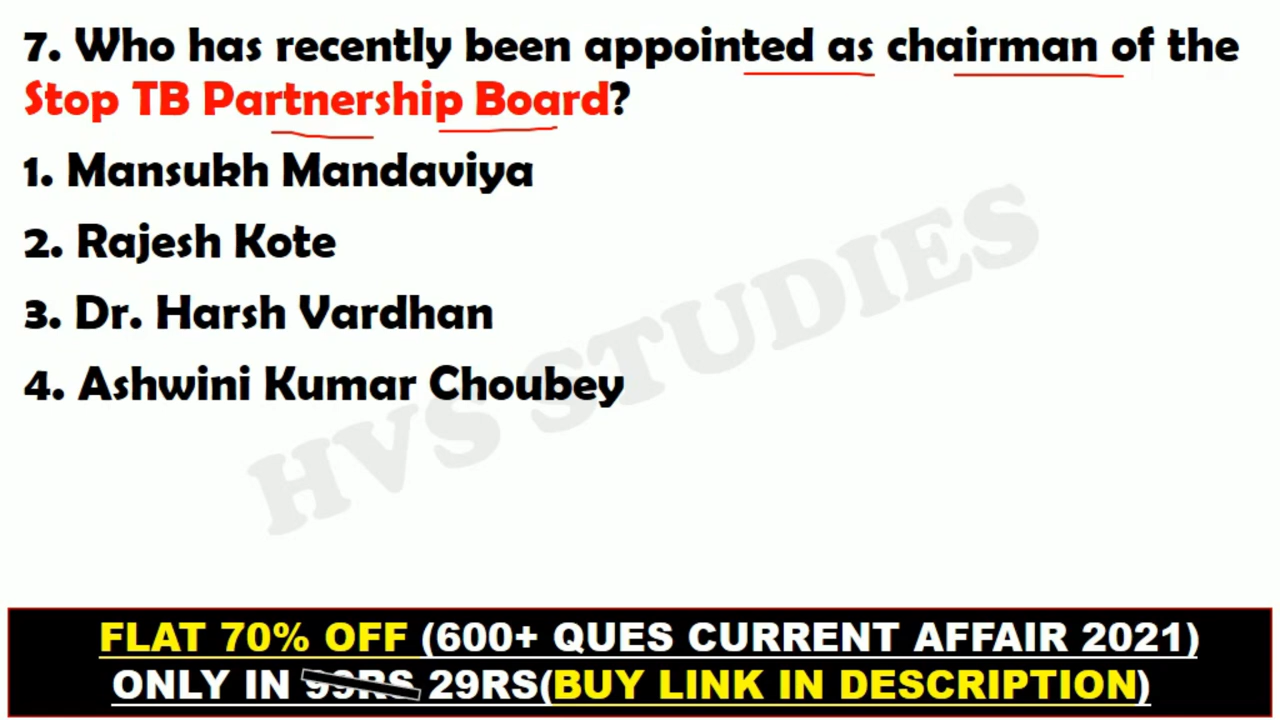 7. Who has recently been appointed as chairman of the
Stop TB Partnership Board?
1. Mansukh Mandaviya
2. Rajesh Kote
3. Dr. Harsh Vardhan
4. Ashwini Kumar Choubey
HVS STUDIES
FLAT 70% OFF (600+ QUES CURRENT AFFAIR 2021)
ONLY IN 99RS 29RS(BUY LINK IN DESCRIPTION)